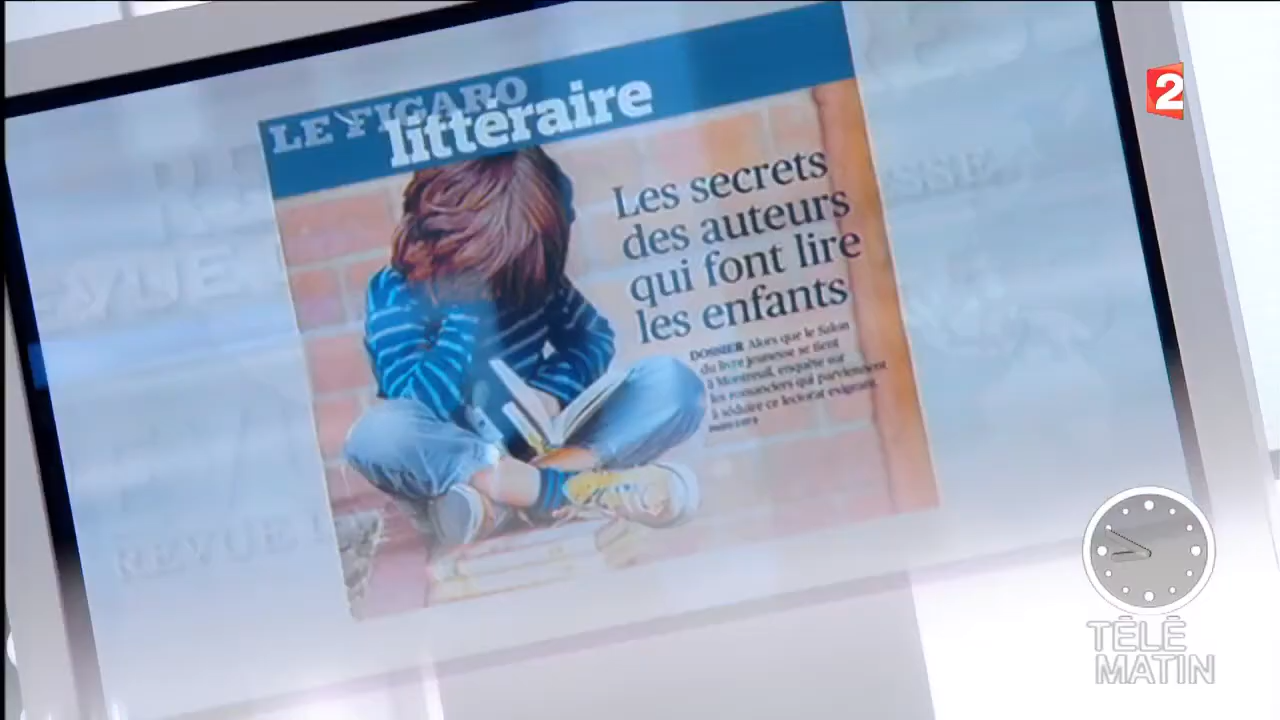 LE FIGARO
littéraire
Les secrets
des auteurs
qui font lire
les enfants
DOSSIER Alors que le Salon
du livre jeunesse se tient
à Montreuil, enquête sur
les romanciers qui parviennent
à séduire ce lectorat exigeant.
2
REVUE
TÉLÉ
MATIN